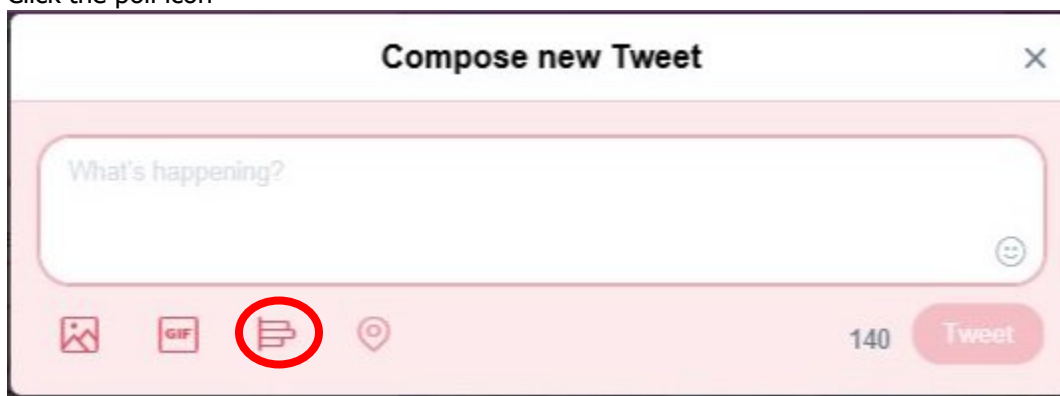 Click the poll icon
Compose new Tweet
What's happening?
GIF
140 Tweet